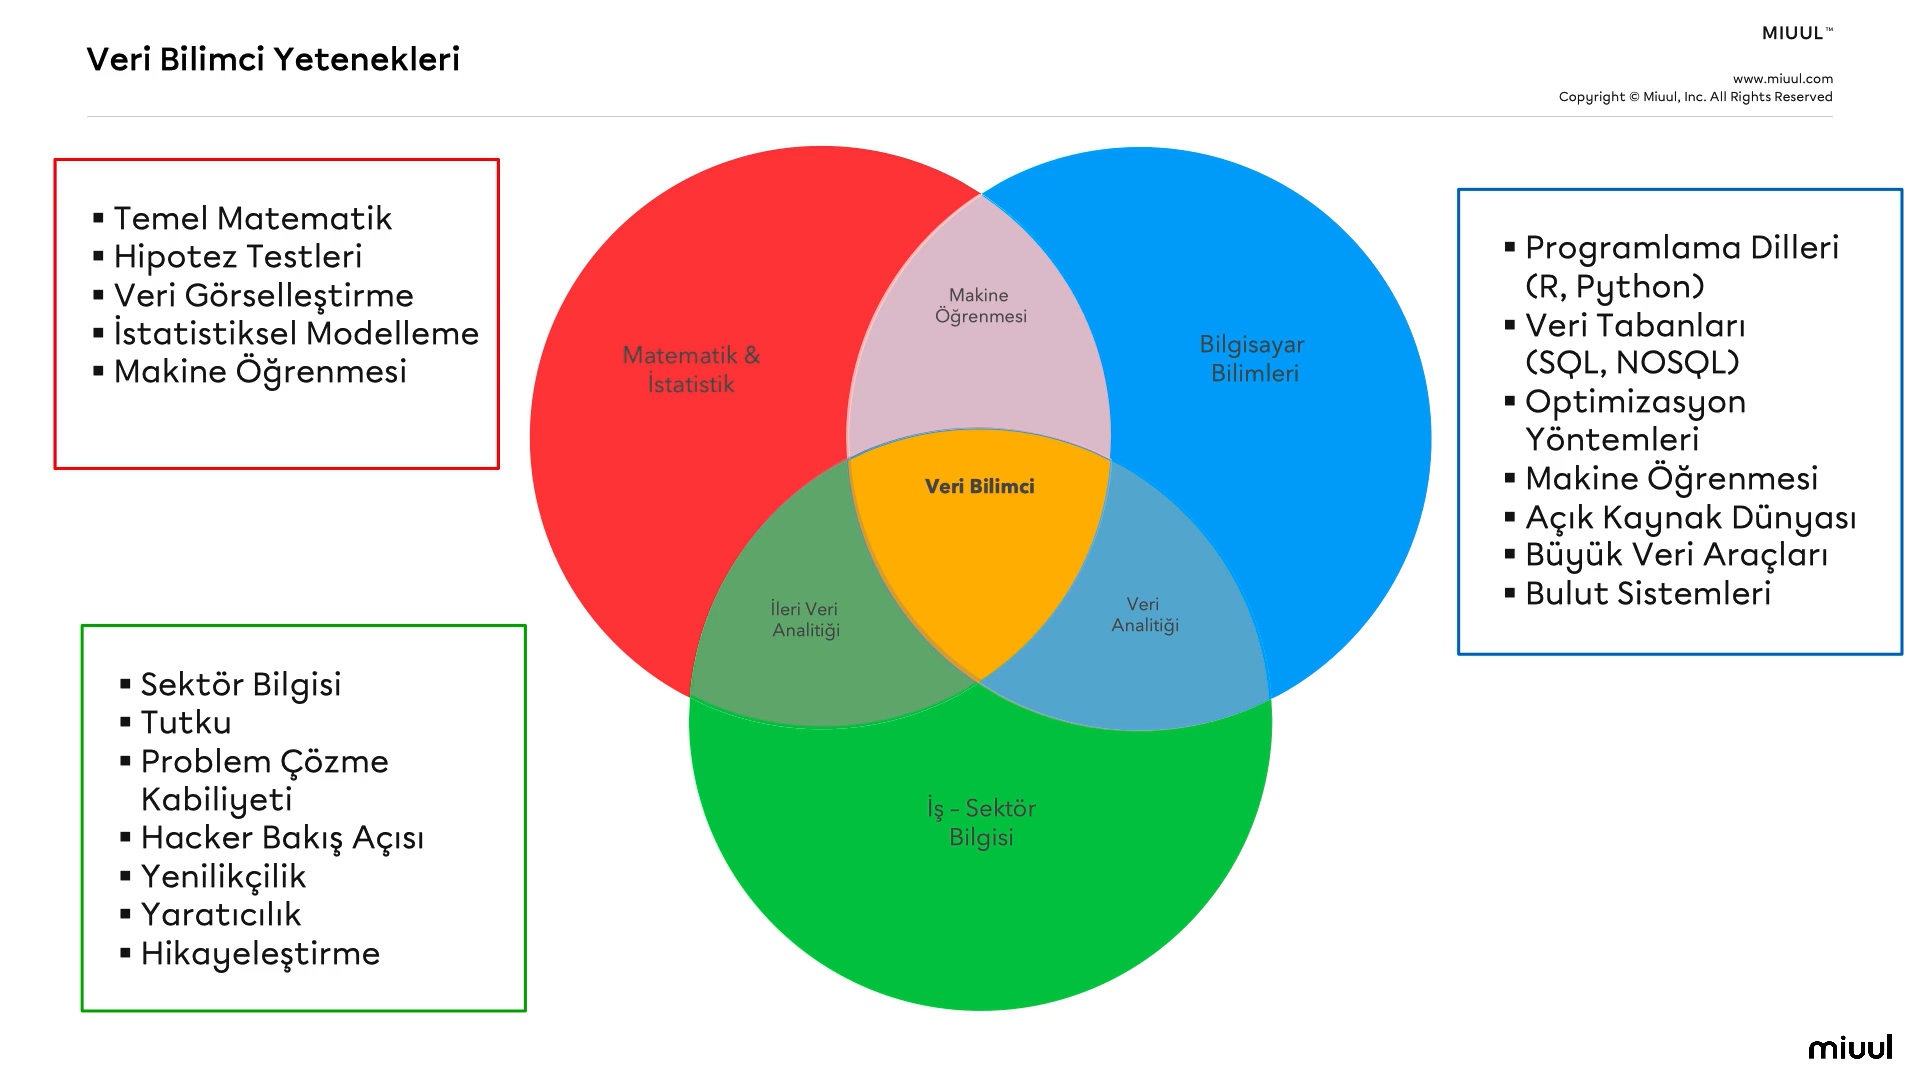 Veri Bilimci Yetenekleri
MIUUL™
www.miuul.com
Copyright © Miuul, Inc. All Rights Reserved
▪ Temel Matematik
▪ Hipotez Testleri
▪ Veri Görselleştirme
▪ İstatistiksel Modelleme
▪ Makine Öğrenmesi
Matematik &
İstatistik
Makine
Öğrenmesi
Bilgisayar
Bilimleri
Veri Bilimci
İleri Veri
Analitiği
Veri
Analitiği
İş – Sektör
Bilgisi
▪ Programlama Dilleri
(R, Python)
▪ Veri Tabanları
(SQL, NOSQL)
▪ Optimizasyon
Yöntemleri
▪ Makine Öğrenmesi
▪ Açık Kaynak Dünyası
▪ Büyük Veri Araçları
▪ Bulut Sistemleri
▪ Sektör Bilgisi
▪ Tutku
▪ Problem Çözme
Kabiliyeti
▪ Hacker Bakış Açısı
▪ Yenilikçilik
▪ Yaratıcılık
▪ Hikayeleştirme
miuul